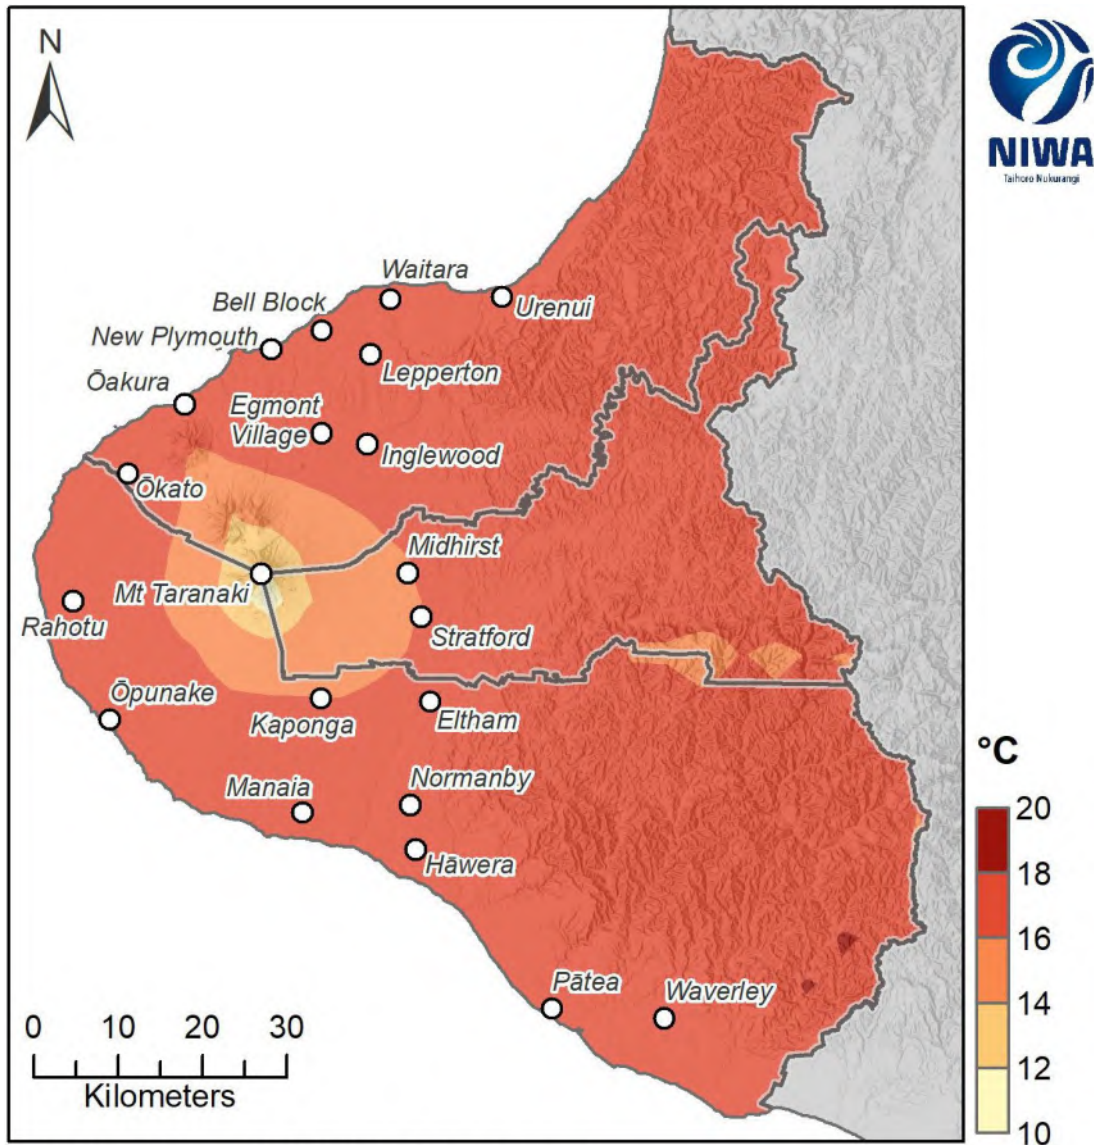 N
NIWA
Taihoro Nukurangi
Waitara
Bell Block
Urenui
New Plymouth
Lepperton
Ōakura
Egmont
Village
Inglewood
Ōkato
Midhirst
Mt Taranaki
Rahotu
Stratford
Ōpunake
Kaponga
Eltham
Manaia
Normanby
Hāwera
Pātea
Waverley
0 10 20 30
Kilometers
°C
20
18
16
14
12
10